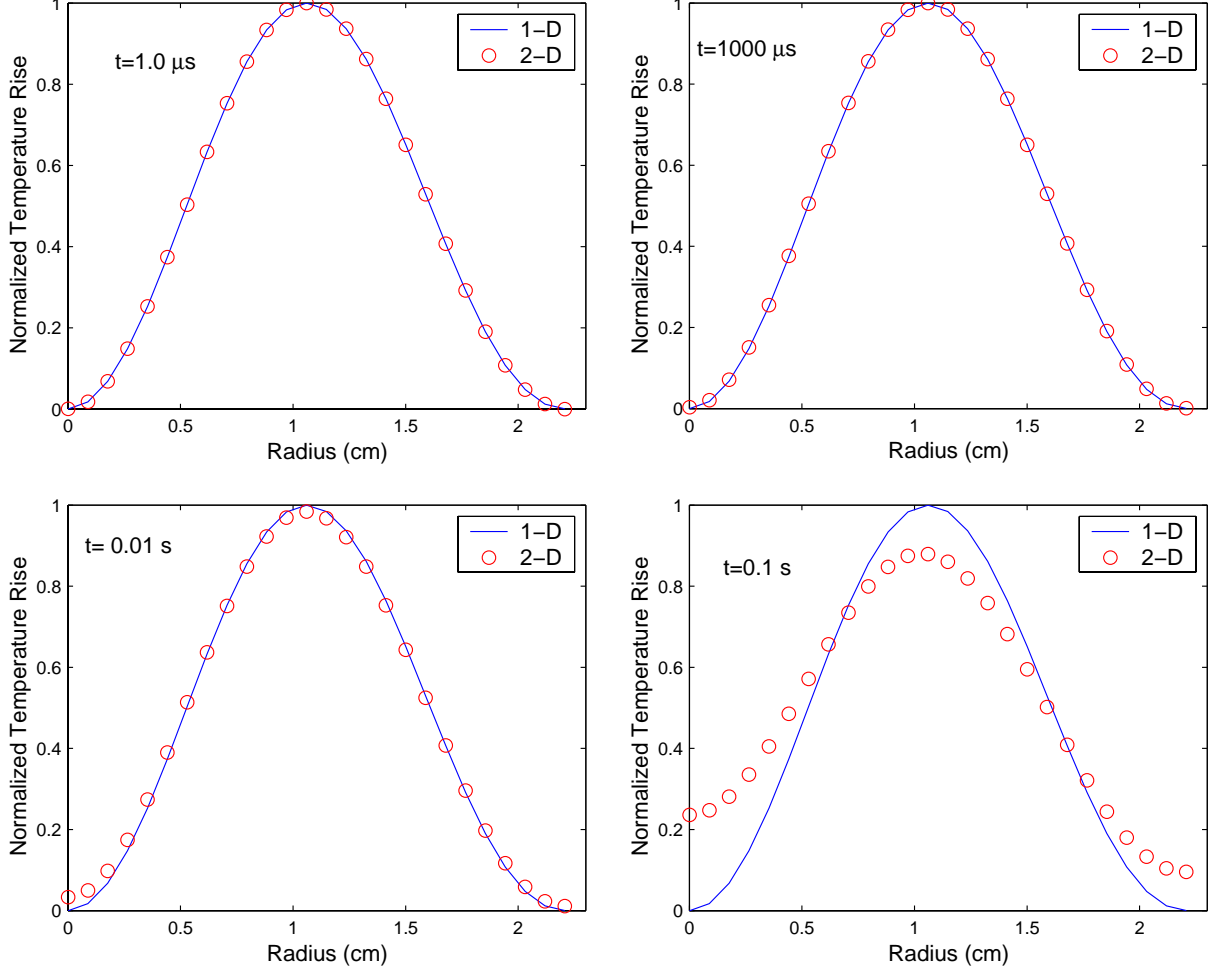 1
0.8
0.6
0.4
0.2
0
Normalized Temperature Rise
t=1.0 μs
1-D
2-D
0 0.5 1 1.5 2
Radius (cm)
1
0.8
0.6
0.4
0.2
0
Normalized Temperature Rise
t=1000 μs
1-D
2-D
0 0.5 1 1.5 2
Radius (cm)
1
0.8
0.6
0.4
0.2
0
Normalized Temperature Rise
t= 0.01 s
1-D
2-D
0 0.5 1 1.5 2
Radius (cm)
1
0.8
0.6
0.4
0.2
0
Normalized Temperature Rise
t=0.1 s
1-D
2-D
0 0.5 1 1.5 2
Radius (cm)